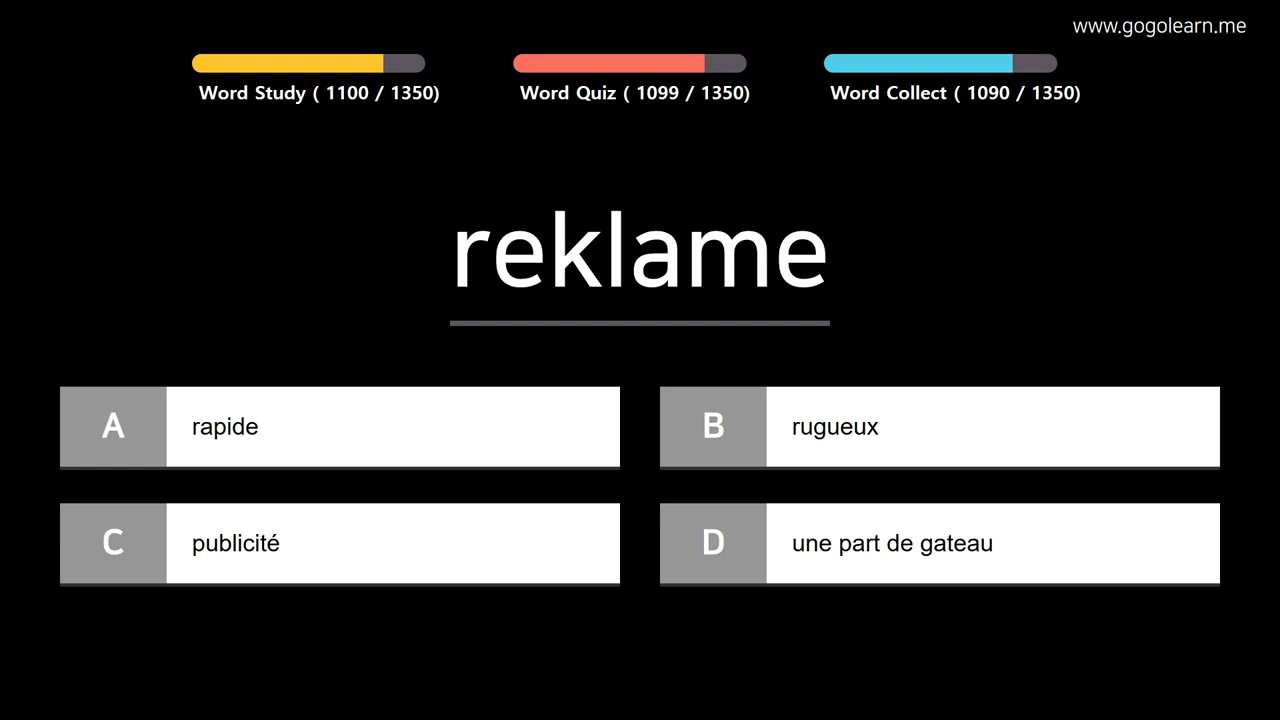 www.gogolearn.me
Word Study ( 1100 / 1350)
Word Quiz ( 1099 / 1350)
Word Collect ( 1090 / 1350)
reklame
A rapide
B rugueux
C publicité
D une part de gateau